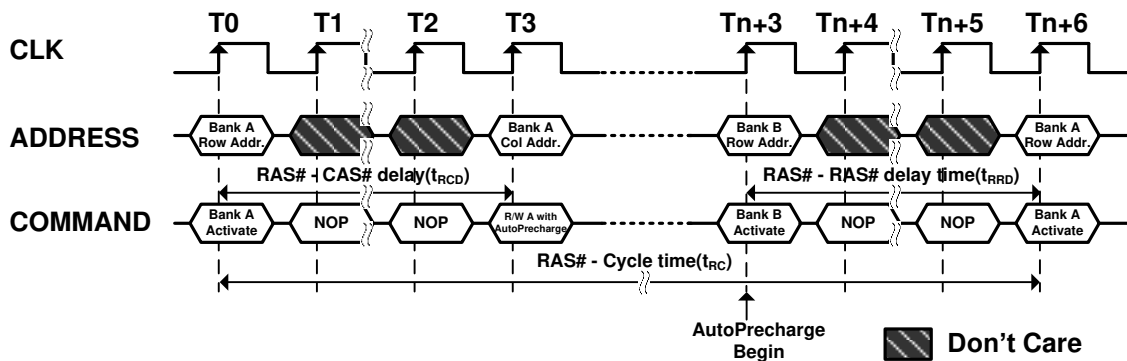 T0 T1 T2 T3 Tn+3 Tn+4 Tn+5 Tn+6
CLK
ADDRESS
Bank A
Row Addr.
Bank A
Col Addr.
Bank B
Row Addr.
Bank A
Row Addr.
RAS# - CAS# delay(tRCD)
RAS# - RAS# delay time(tRRD)
COMMAND
Bank A
Activate
NOP
NOP
R/W A with
AutoPrecharge
Bank B
Activate
NOP
NOP
Bank A
Activate
RAS# - Cycle time(tRC)
AutoPrecharge
Begin
Don't Care